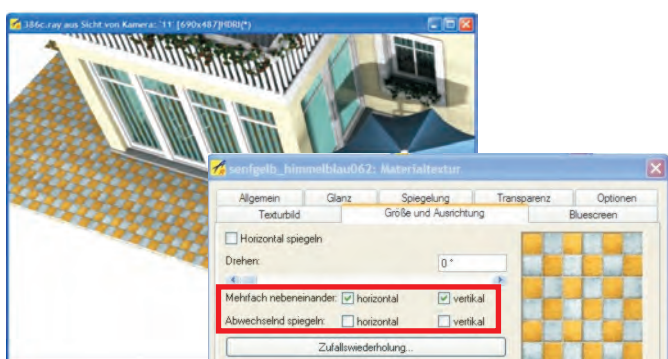 386c.ray aus Sicht von Kamera: '11' [690x487]HDRI(*)
senfgelb_himmelblau062: Materialtextur
Allgemein Glanz Spiegelung Transparenz Optionen
Texturbild Größe und Ausrichtung Bluescreen
Horizontal spiegeln
Drehen: 0 °
Mehrfach nebeneinander: horizontal vertikal
Abwechselnd spiegeln: horizontal vertikal
Zufallswiederholung...